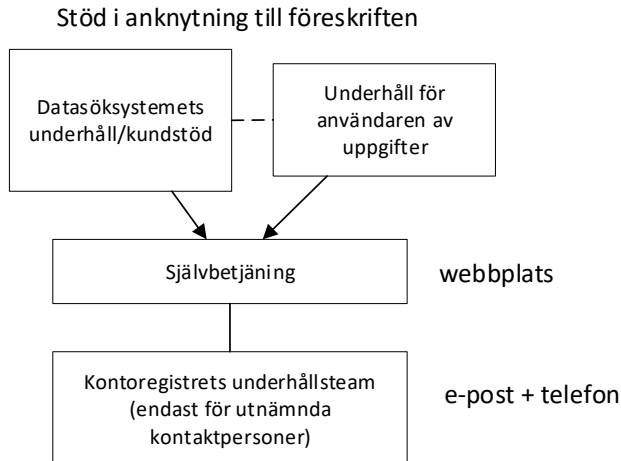 Stöd i anknytning till föreskriften
Datasöksystemets
underhåll/kundstöd
Underhåll för
användaren av
uppgifter
Självbetjäning
webbplats
Kontoregistrets underhållsteam
(endast för utnämnda
kontaktpersoner)
e-post + telefon